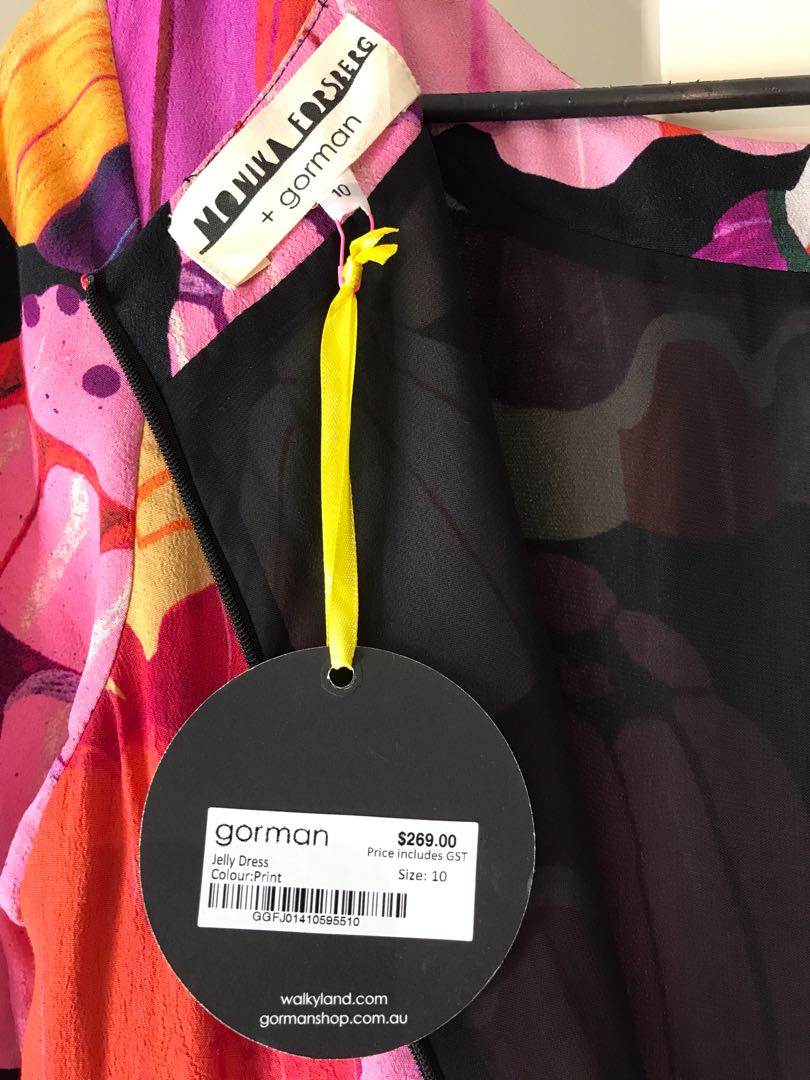 MONIKA FORSBERG
+ gorman
10
gorman
$269.00
Price includes GST
Jelly Dress
Colour:Print
Size: 10
GGFJ01410595510
walkyland.com
gormanshop.com.au